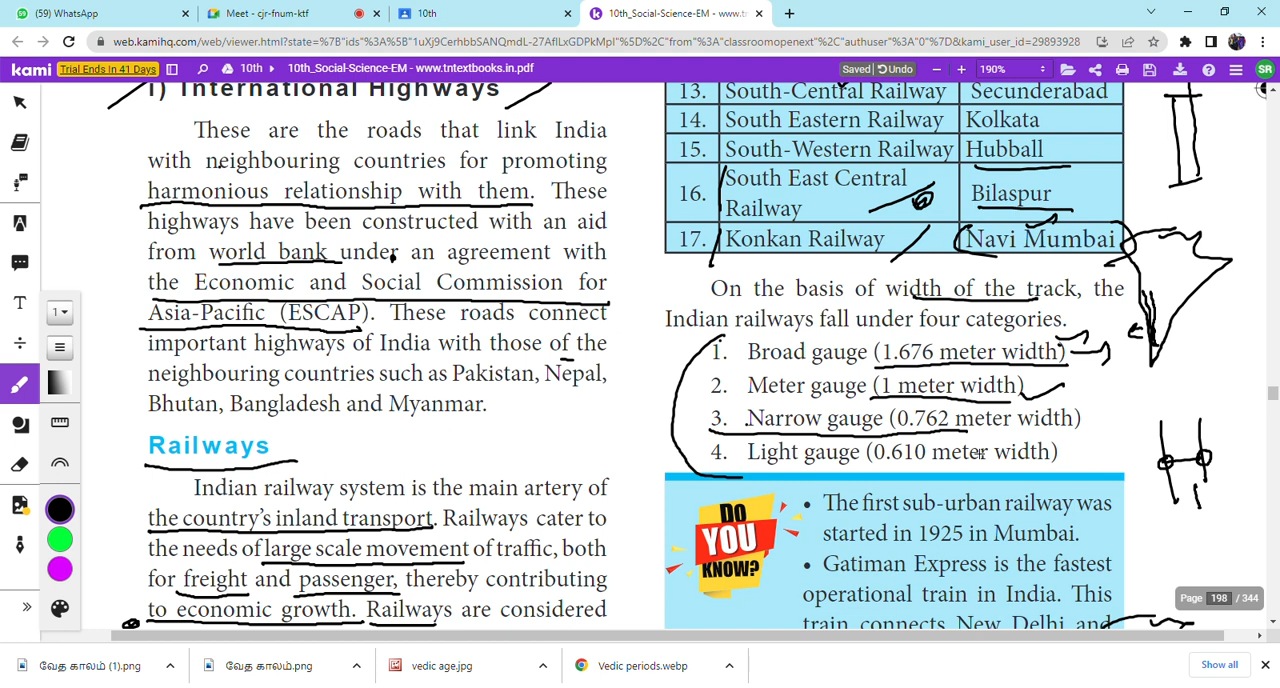 (59) WhatsApp
Meet - cjr-fnum-ktf
10th
10th_Social-Science-EM - www.tn
web.kamihq.com/web/viewer.html?state=%7B"ids"%3A%5B"1uXj9CerhbbSANQmdL-27AfILxGDPkMpI"%5D%2C"from"%3A"classroomopenext"%2C"authuser"%3A"0"%7D&kami_user_id=29893928
kami
Trial Ends In 41 Days
10th
10th_Social-Science-EM - www.tntextbooks.in.pdf
Saved
Undo
190%
SR
i) International Highways
These are the roads that link India
with neighbouring countries for promoting
harmonious relationship with them. These
highways have been constructed with an aid
from world bank under an agreement with
the Economic and Social Commission for
Asia-Pacific (ESCAP). These roads connect
important highways of India with those of the
neighbouring countries such as Pakistan, Nepal,
Bhutan, Bangladesh and Myanmar.
Railways
Indian railway system is the main artery of
the country's inland transport. Railways cater to
the needs of large scale movement of traffic, both
for freight and passenger, thereby contributing
to economic growth. Railways are considered
13. South-Central Railway Secunderabad
14. South Eastern Railway Kolkata
15. South-Western Railway Hubball
16. South East Central Railway Bilaspur
17. Konkan Railway Navi Mumbai
On the basis of width of the track, the
Indian railways fall under four categories.
1. Broad gauge (1.676 meter width)
2. Meter gauge (1 meter width)
3. Narrow gauge (0.762 meter width)
4. Light gauge (0.610 meter width)
DO
YOU
KNOW?
• The first sub-urban railway was
started in 1925 in Mumbai.
• Gatiman Express is the fastest
operational train in India. This
train connects New Delhi and
Page 198 / 344
1
வேத காலம் (1).png
வேத காலம்.png
vedic age.jpg
Vedic periods.webp
Show all